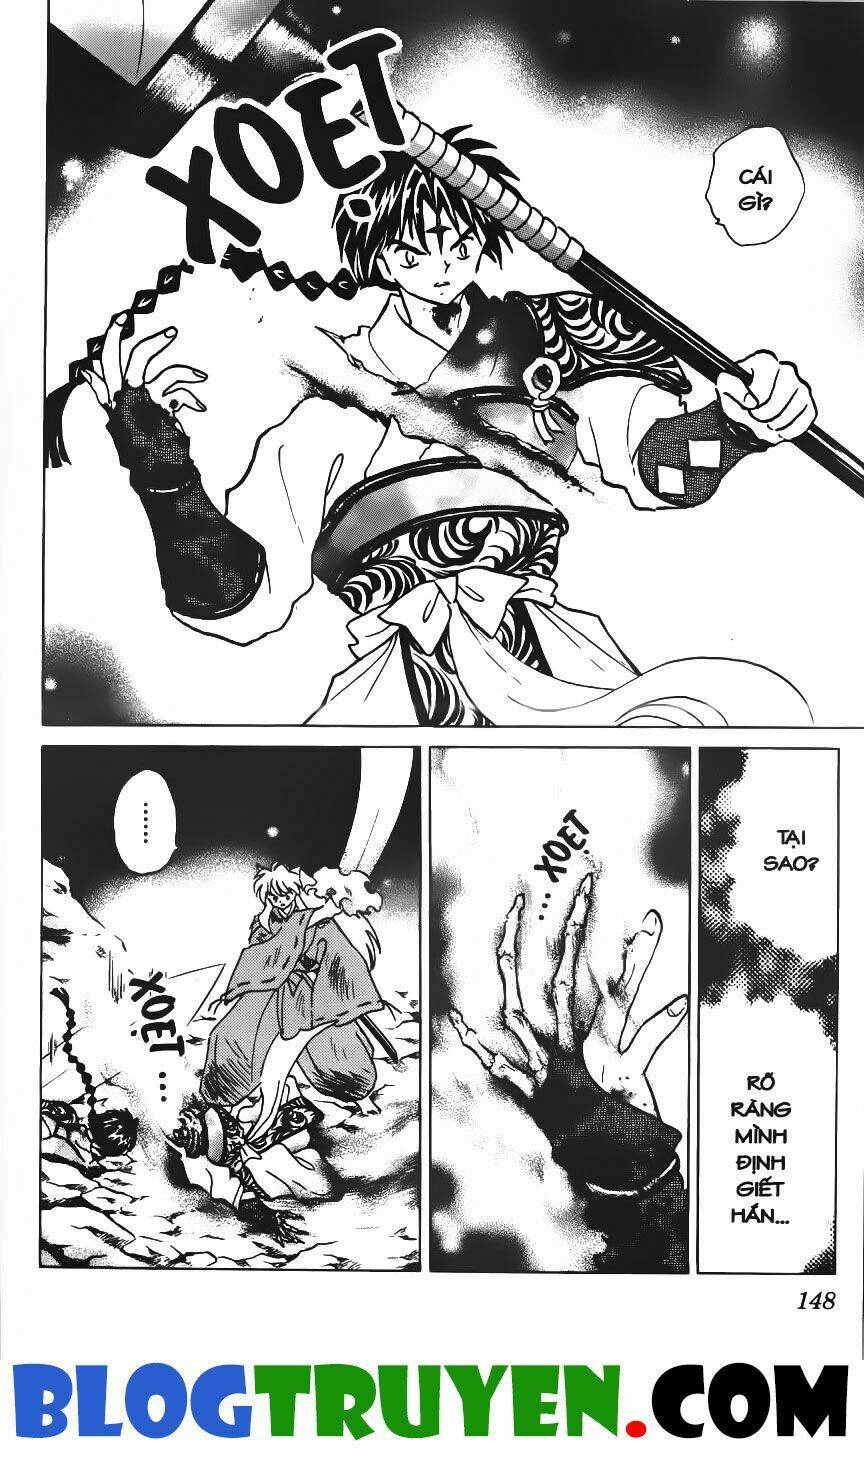 XOẸT
CÁI
GÌ?
TẠI
SAO?
RÕ
RÀNG
MÌNH
ĐỊNH
GIẾT
HẮN...
XOẸT ...
......
XOẸT ...
148
BLOGTRUYEN.COM